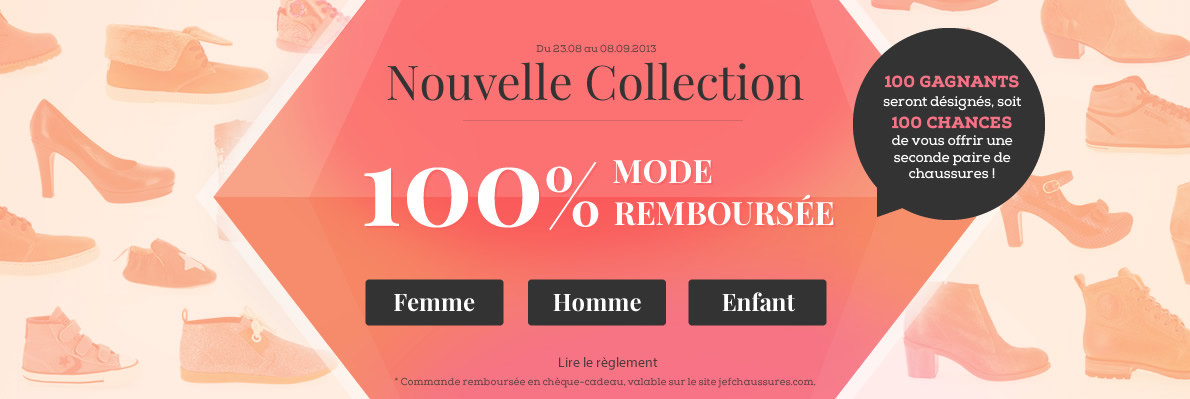 Du 23.08 au 08.09.2013
Nouvelle Collection
100% MODE
REMBOURSÉE
100 GAGNANTS
seront désignés, soit
100 CHANCES
de vous offrir une
seconde paire de
chaussures !
Femme Homme Enfant
Lire le règlement
* Commande remboursée en chèque-cadeau, valable sur le site jefchaussures.com.